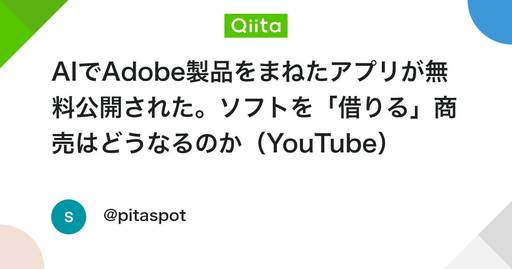 Qiita
AIでAdobe製品をまねたアプリが無
料公開された。ソフトを「借りる」商
売はどうなるのか（YouTube）
S
@pitaspot